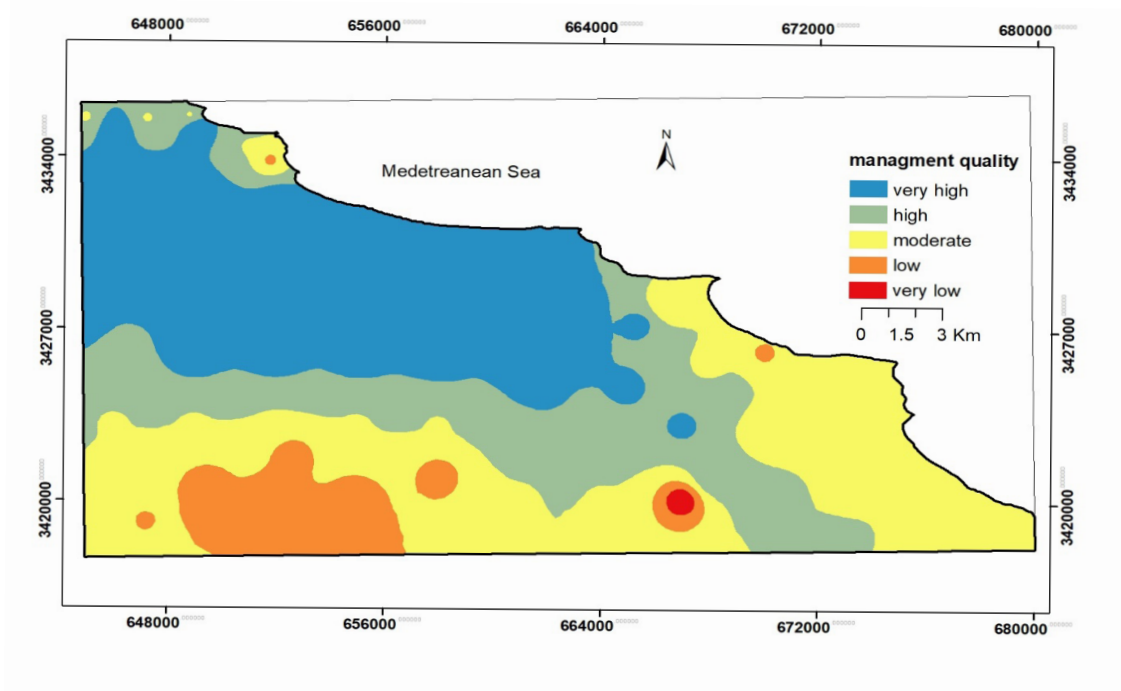 648000 656000 664000 672000 680000
N
Medetreanean Sea
3434000
3427000
3420000
managment quality
very high
high
moderate
low
very low
0 1.5 3 Km
3434000
3427000
3420000
648000 656000 664000 672000 680000